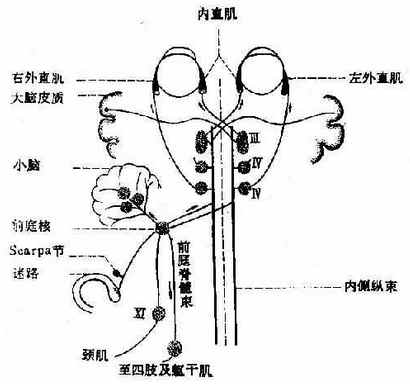 内直肌
右外直肌
左外直肌
大脑皮质
III
小脑
IV
IV
前庭核
Scarpa节
前庭脊髓束
迷路
内侧纵束
XI
颈肌
至四肢及躯干肌